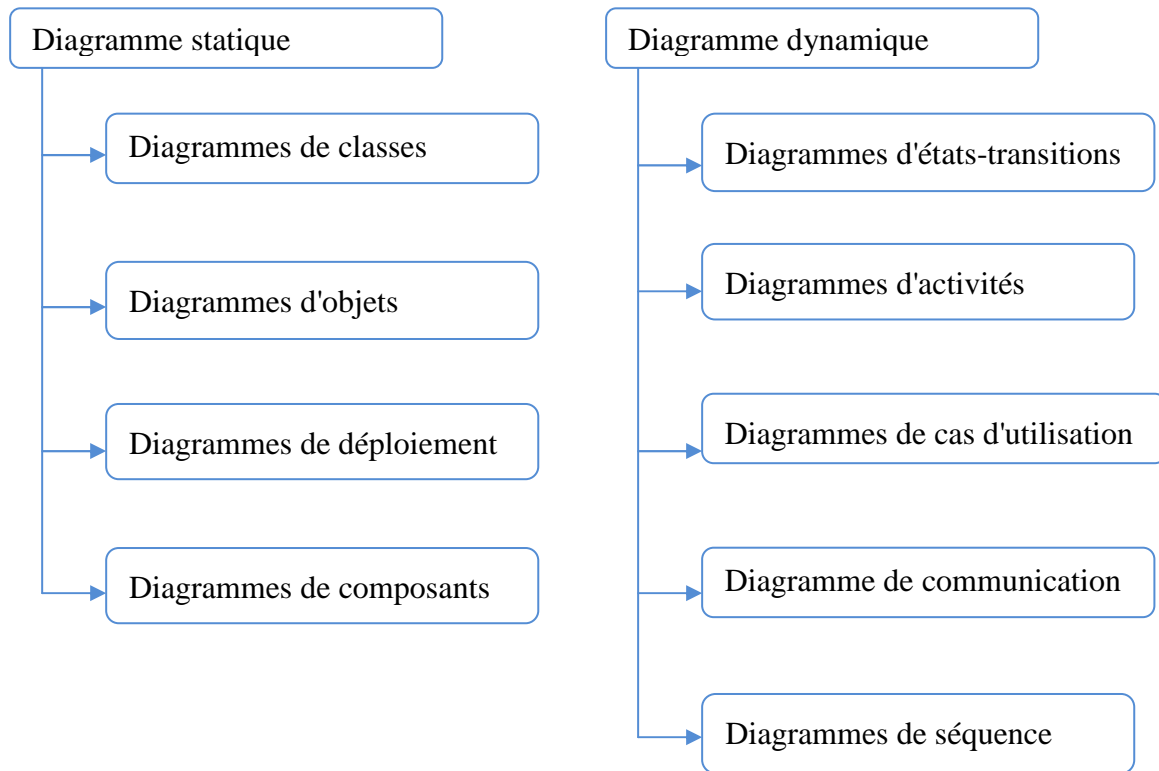 Diagramme statique
Diagrammes de classes
Diagrammes d'objets
Diagrammes de déploiement
Diagrammes de composants
Diagramme dynamique
Diagrammes d'états-transitions
Diagrammes d'activités
Diagrammes de cas d'utilisation
Diagramme de communication
Diagrammes de séquence